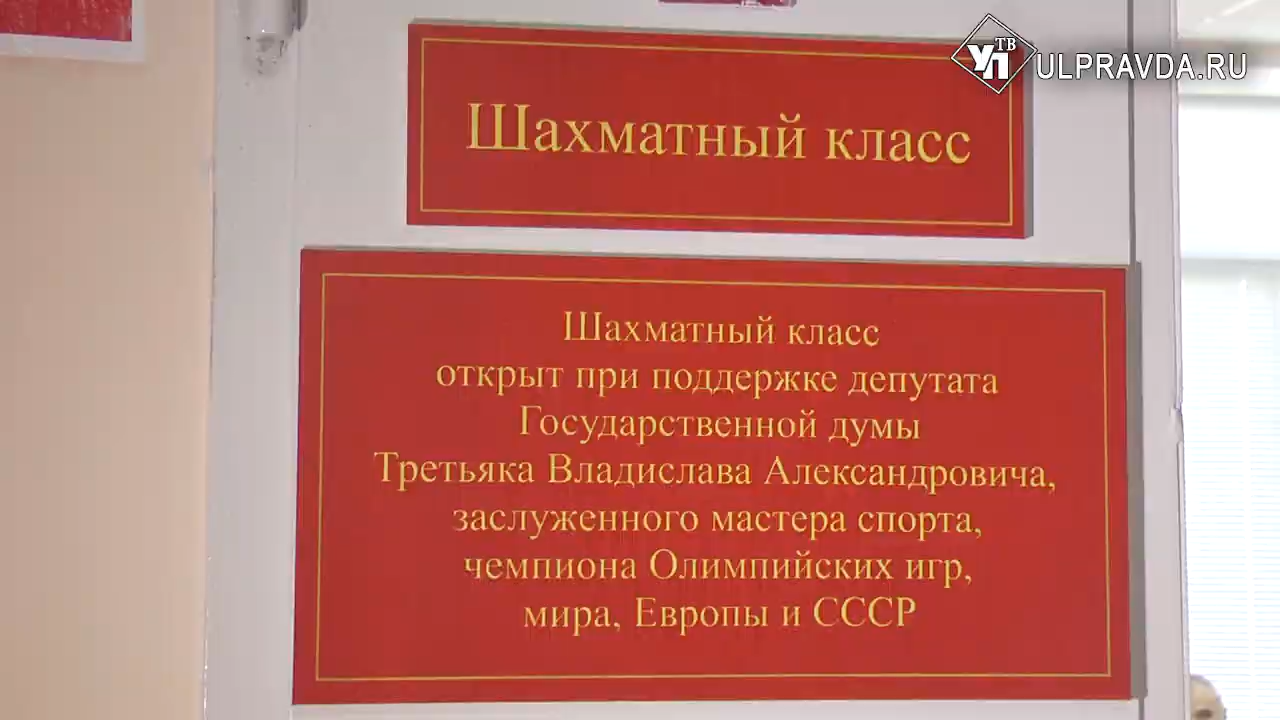 УП ТВ ULPRAVDA.RU
Шахматный класс
Шахматный класс
открыт при поддержке депутата
Государственной думы
Третьяка Владислава Александровича,
заслуженного мастера спорта,
чемпиона Олимпийских игр,
мира, Европы и СССР